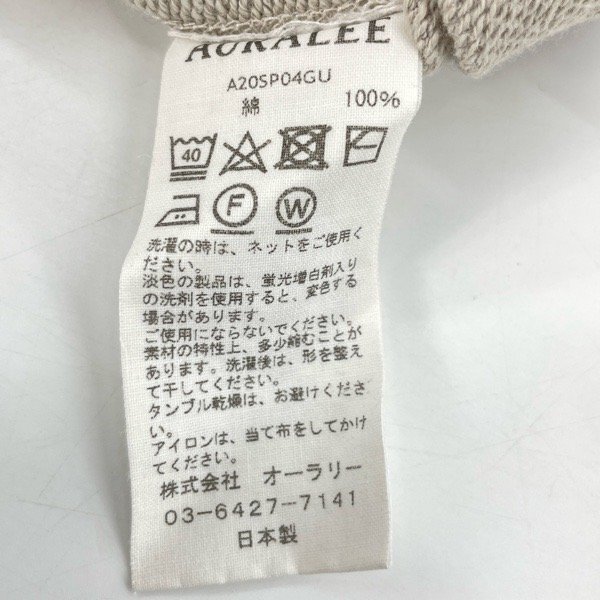 AURALEE
A20SP04GU
綿 100%
40
F W
洗濯の時は、ネットをご使用く
ださい。
淡色の製品は、蛍光増白剤入り
の洗剤を使用すると、変色する
場合があります。
ご使用にならないでください。
素材の特性上、多少縮むことが
あります。洗濯後は、形を整え
て干してください。
タンブル乾燥は、お避けくださ
い。
アイロンは、当て布をしてかけ
てください。
株式会社 オーラリー
03-6427-7141
日本製